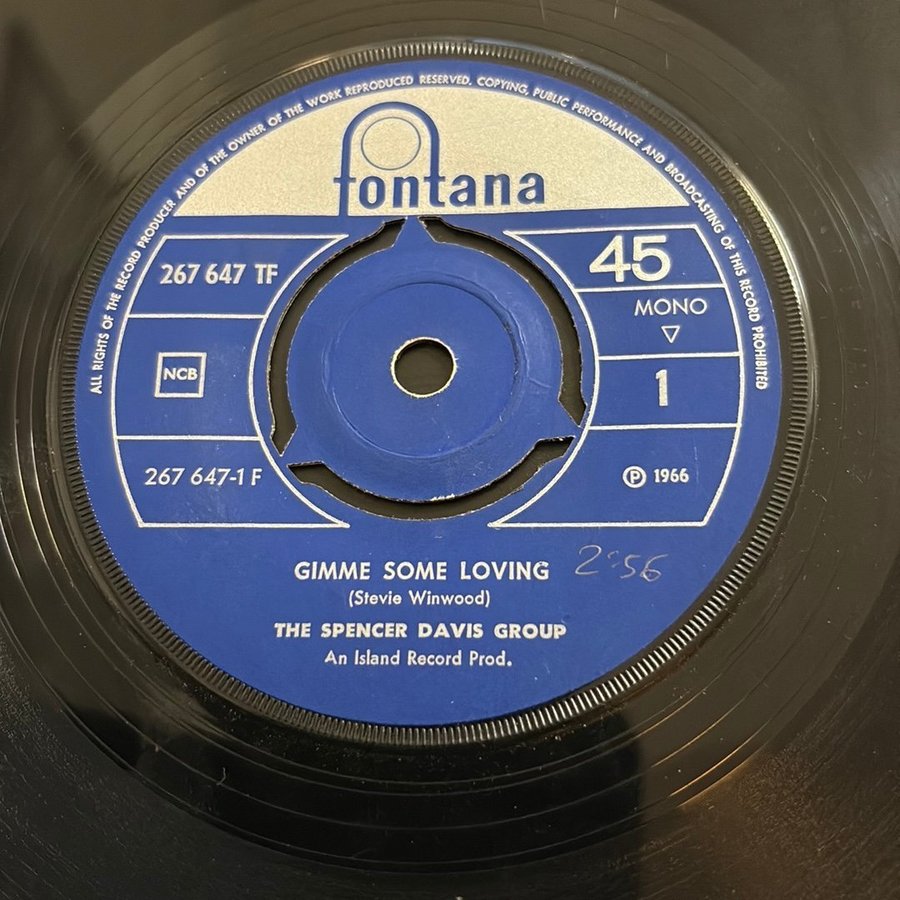 ALL RIGHTS OF THE RECORD PRODUCER AND OF THE OWNER OF THE WORK REPRODUCED RESERVED. COPYING, PUBLIC PERFORMANCE AND BROADCASTING OF THIS RECORD PROHIBITED
fontana
267 647 TF
45
MONO
▽
NCB
1
267 647-1 F
℗ 1966
GIMME SOME LOVING 2:56
(Stevie Winwood)
THE SPENCER DAVIS GROUP
An Island Record Prod.